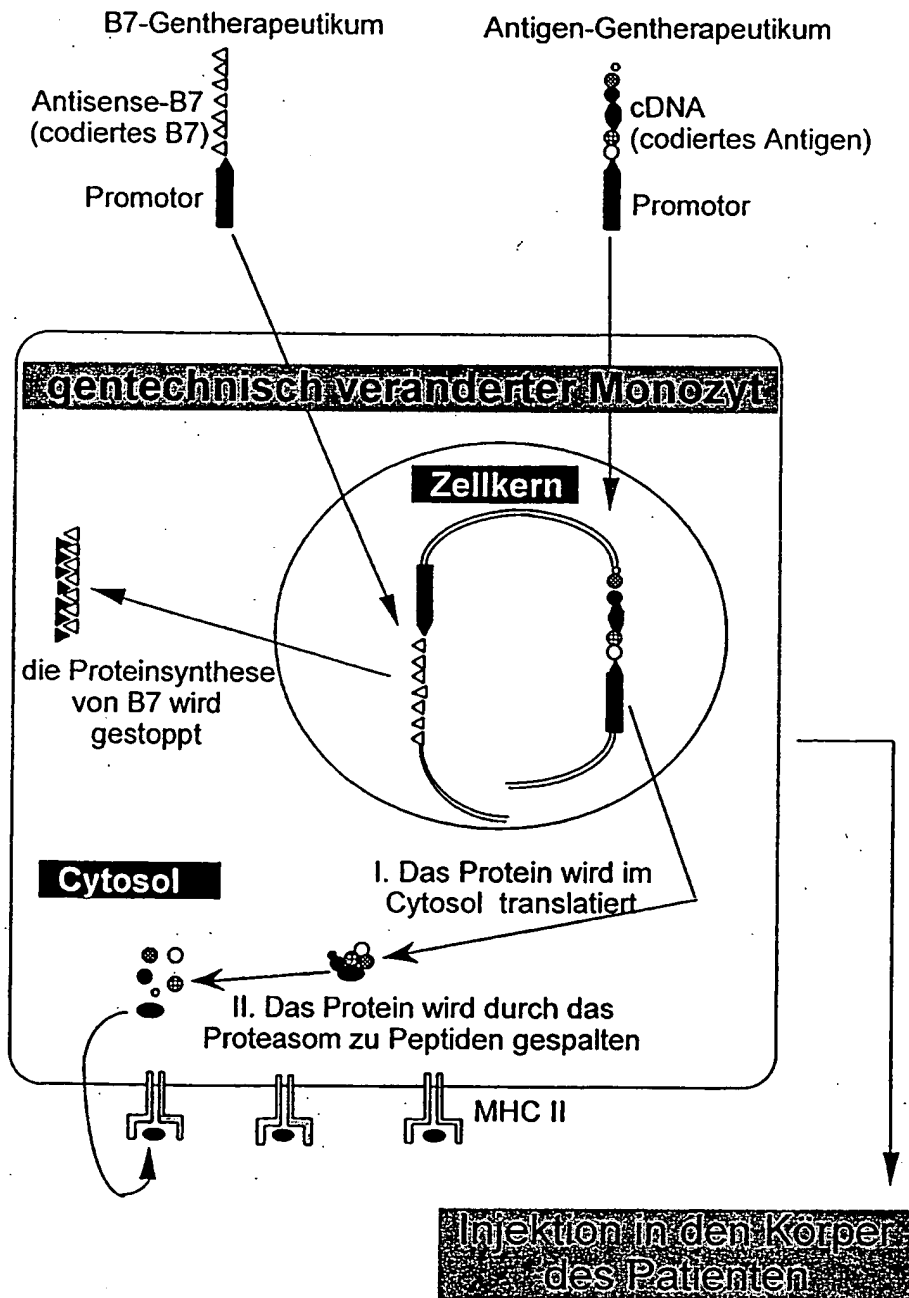 B7-Gentherapeutikum
Antigen-Gentherapeutikum
Antisense-B7
(codiertes B7)
cDNA
(codiertes Antigen)
Promotor
Promotor
gentechnisch veränderter Monozyt
Zellkern
die Proteinsynthese
von B7 wird
gestoppt
I. Das Protein wird im
Cytosol translatiert
Cytosol
II. Das Protein wird durch das
Proteasom zu Peptiden gespalten
MHC II
Injektion in den Körper
des Patienten